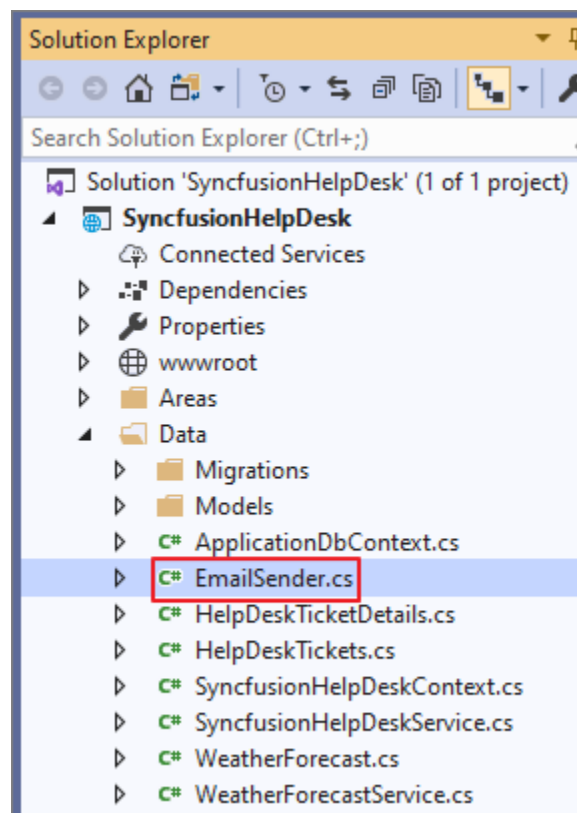 Solution Explorer
Search Solution Explorer (Ctrl+;)
Solution 'SyncfusionHelpDesk' (1 of 1 project)
SyncfusionHelpDesk
Connected Services
Dependencies
Properties
wwwroot
Areas
Data
Migrations
Models
C# ApplicationDbContext.cs
C# EmailSender.cs
C# HelpDeskTicketDetails.cs
C# HelpDeskTickets.cs
C# SyncfusionHelpDeskContext.cs
C# SyncfusionHelpDeskService.cs
C# WeatherForecast.cs
C# WeatherForecastService.cs